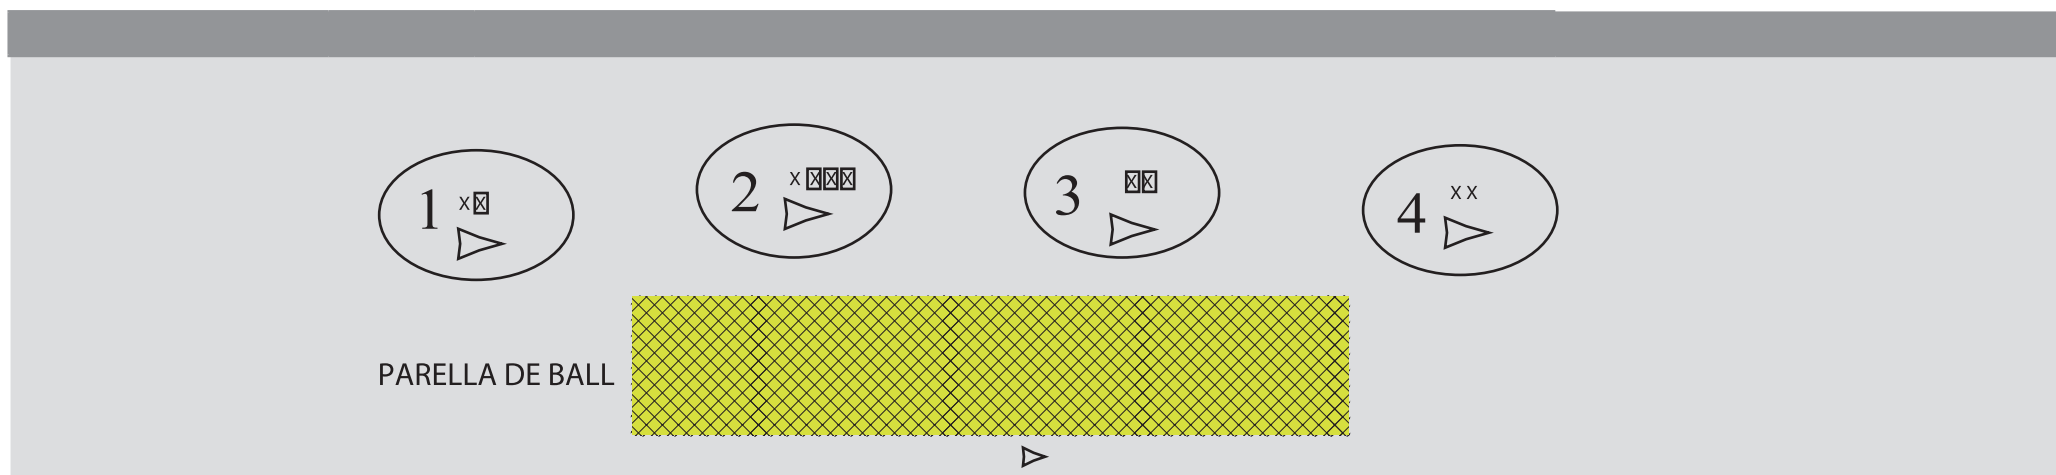 1 x☒
2 x☒☒☒
3 ☒☒
4 x x
PARELLA DE BALL